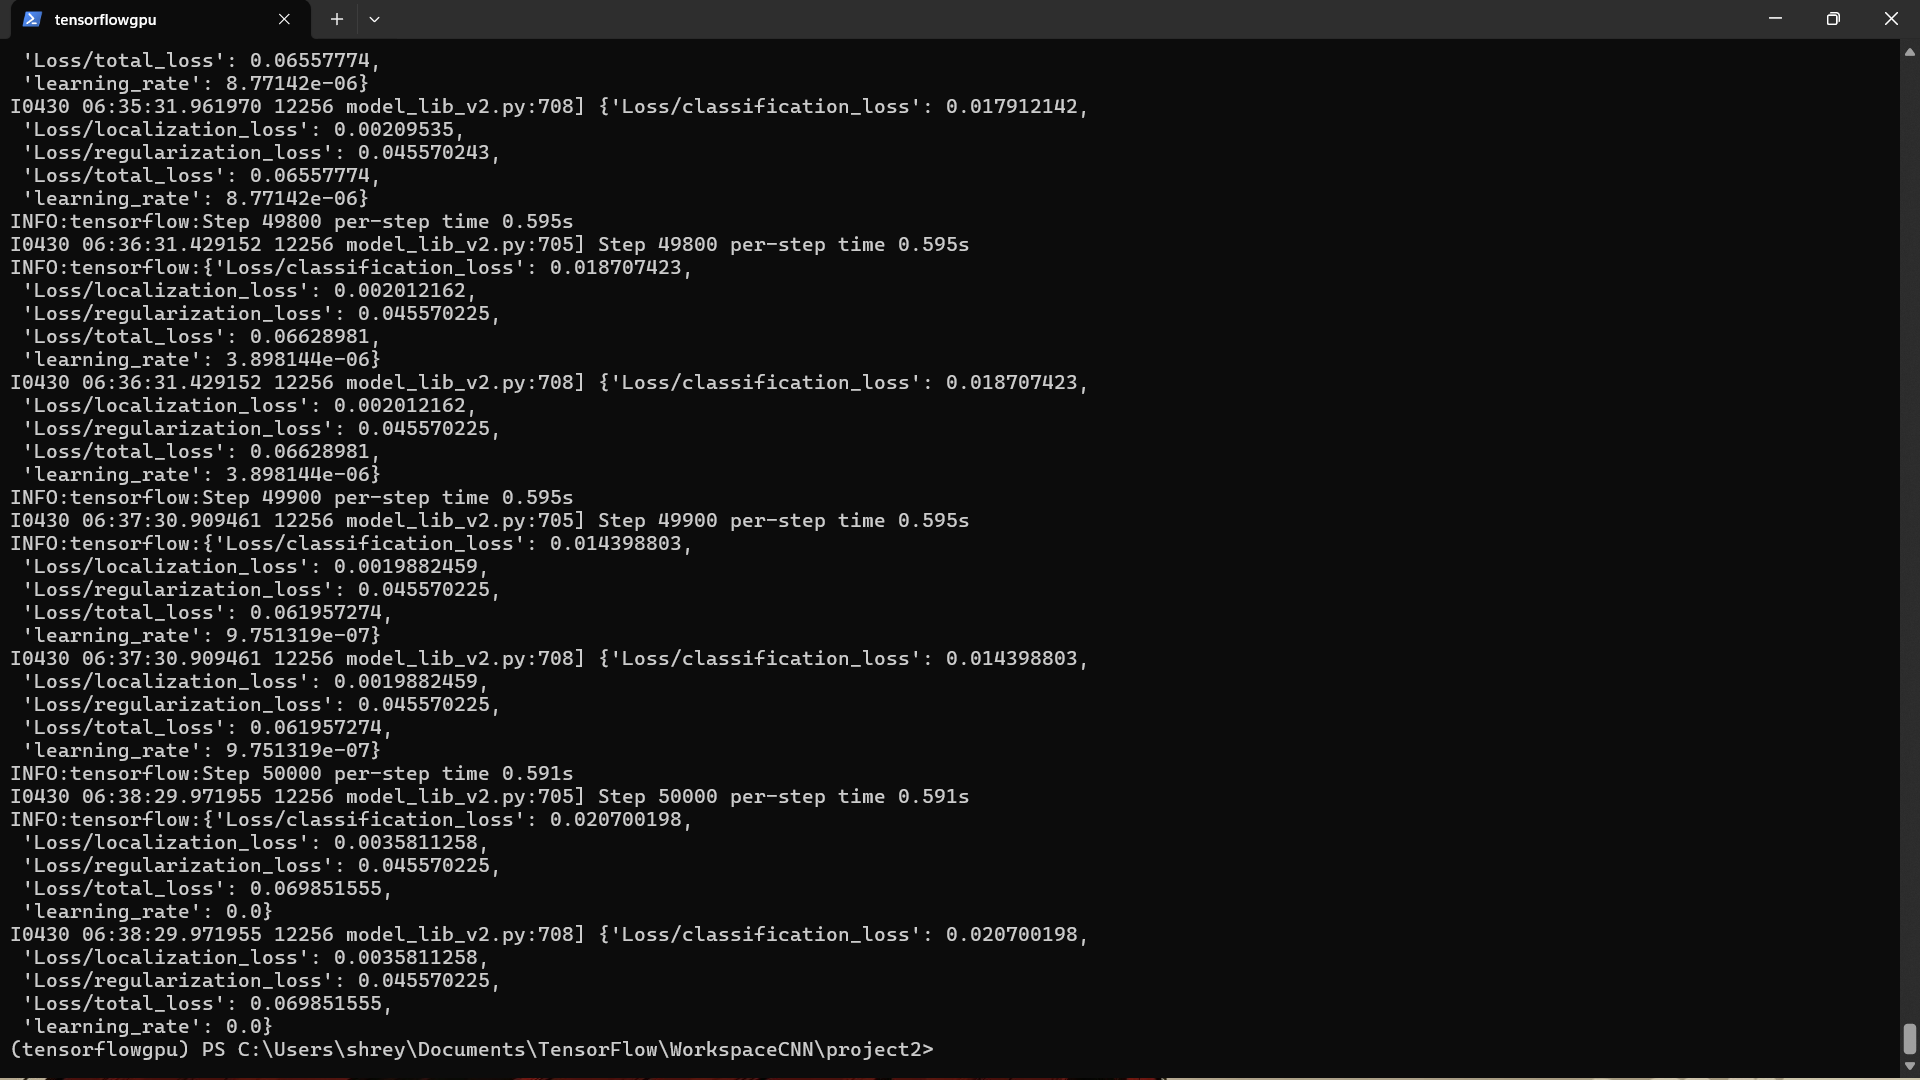 tensorflowgpu
'Loss/total_loss': 0.06557774,
'learning_rate': 8.77142e-06}
I0430 06:35:31.961970 12256 model_lib_v2.py:708] {'Loss/classification_loss': 0.017912142,
'Loss/localization_loss': 0.00209535,
'Loss/regularization_loss': 0.045570243,
'Loss/total_loss': 0.06557774,
'learning_rate': 8.77142e-06}
INFO:tensorflow:Step 49800 per-step time 0.595s
I0430 06:36:31.429152 12256 model_lib_v2.py:705] Step 49800 per-step time 0.595s
INFO:tensorflow:{'Loss/classification_loss': 0.018707423,
'Loss/localization_loss': 0.002012162,
'Loss/regularization_loss': 0.045570225,
'Loss/total_loss': 0.06628981,
'learning_rate': 3.898144e-06}
I0430 06:36:31.429152 12256 model_lib_v2.py:708] {'Loss/classification_loss': 0.018707423,
'Loss/localization_loss': 0.002012162,
'Loss/regularization_loss': 0.045570225,
'Loss/total_loss': 0.06628981,
'learning_rate': 3.898144e-06}
INFO:tensorflow:Step 49900 per-step time 0.595s
I0430 06:37:30.909461 12256 model_lib_v2.py:705] Step 49900 per-step time 0.595s
INFO:tensorflow:{'Loss/classification_loss': 0.014398803,
'Loss/localization_loss': 0.0019882459,
'Loss/regularization_loss': 0.045570225,
'Loss/total_loss': 0.061957274,
'learning_rate': 9.751319e-07}
I0430 06:37:30.909461 12256 model_lib_v2.py:708] {'Loss/classification_loss': 0.014398803,
'Loss/localization_loss': 0.0019882459,
'Loss/regularization_loss': 0.045570225,
'Loss/total_loss': 0.061957274,
'learning_rate': 9.751319e-07}
INFO:tensorflow:Step 50000 per-step time 0.591s
I0430 06:38:29.971955 12256 model_lib_v2.py:705] Step 50000 per-step time 0.591s
INFO:tensorflow:{'Loss/classification_loss': 0.020700198,
'Loss/localization_loss': 0.0035811258,
'Loss/regularization_loss': 0.045570225,
'Loss/total_loss': 0.069851555,
'learning_rate': 0.0}
I0430 06:38:29.971955 12256 model_lib_v2.py:708] {'Loss/classification_loss': 0.020700198,
'Loss/localization_loss': 0.0035811258,
'Loss/regularization_loss': 0.045570225,
'Loss/total_loss': 0.069851555,
'learning_rate': 0.0}
(tensorflowgpu) PS C:\Users\shrey\Documents\TensorFlow\WorkspaceCNN\project2>